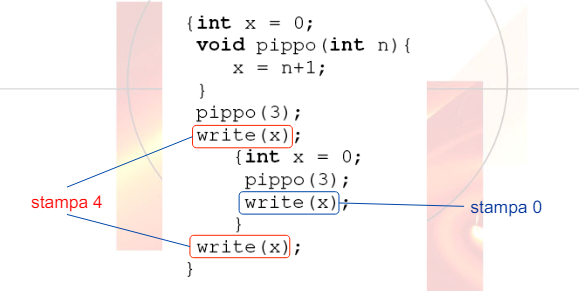 {int x = 0;
void pippo(int n){
x = n+1;
}
pippo(3);
write(x);
{int x = 0;
pippo(3);
write(x);
}
write(x);
}
stampa 4
stampa 0